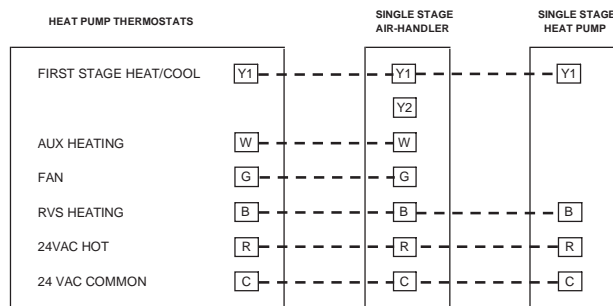 HEAT PUMP THERMOSTATS
SINGLE STAGE
AIR-HANDLER
SINGLE STAGE
HEAT PUMP
FIRST STAGE HEAT/COOL Y1 Y1 Y1
Y2
AUX HEATING W W
FAN G G
RVS HEATING B B B
24VAC HOT R R R
24 VAC COMMON C C C